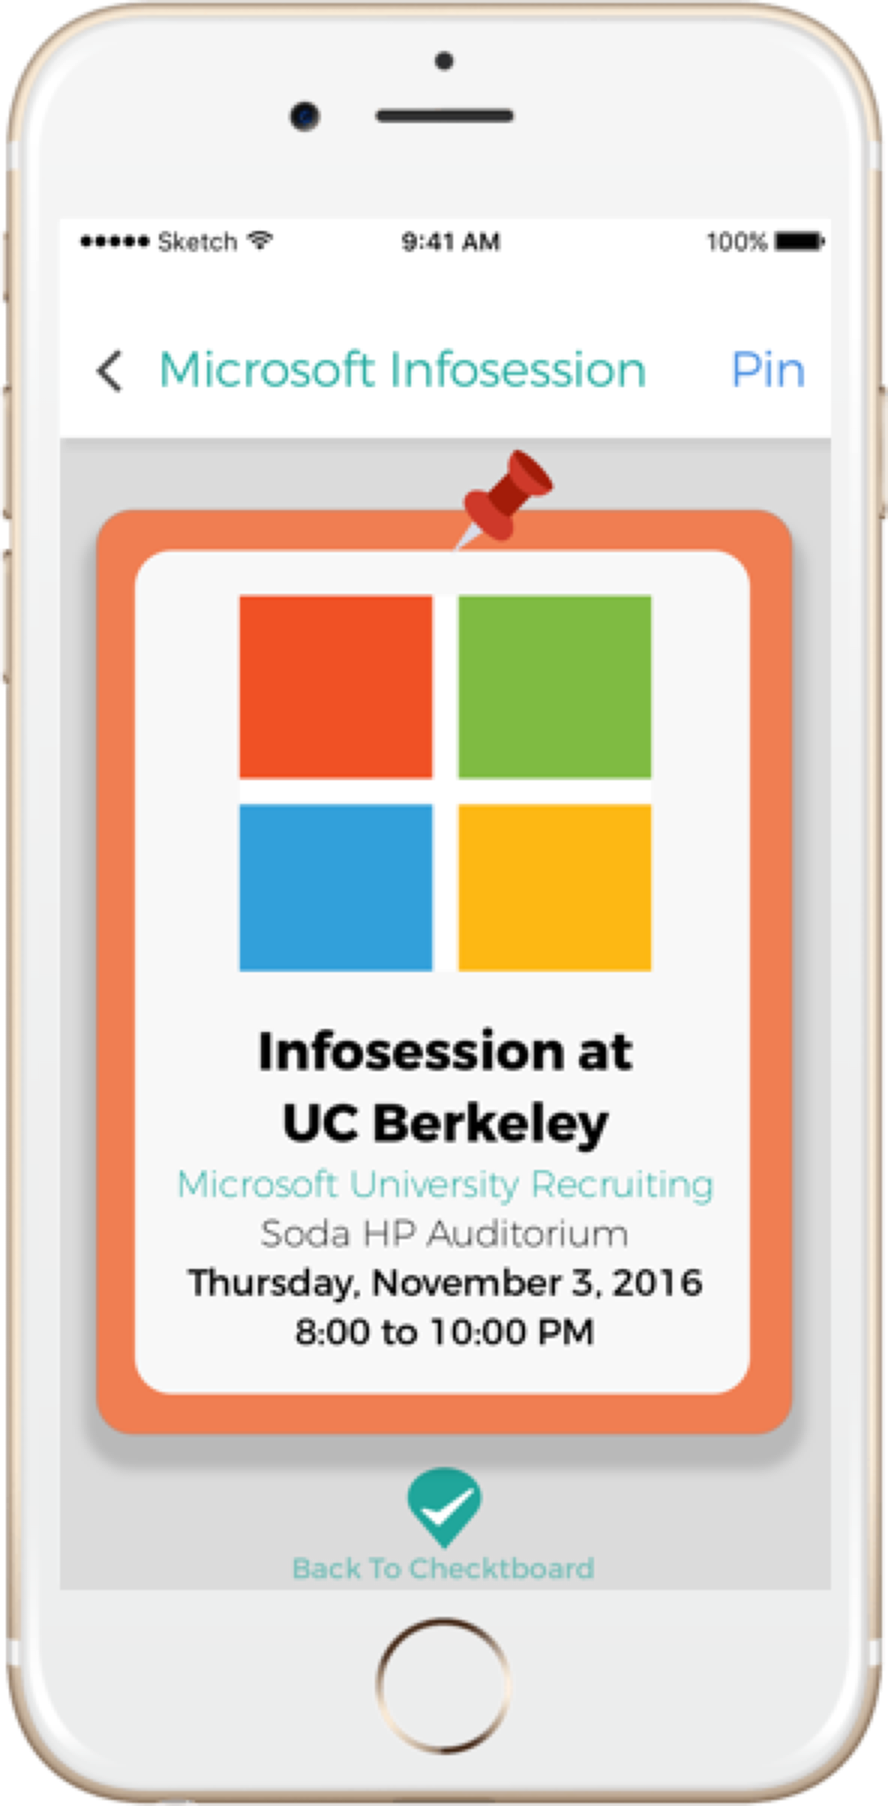 Sketch 9:41 AM 100%
Microsoft Infosession Pin
Infosession at
UC Berkeley
Microsoft University Recruiting
Soda HP Auditorium
Thursday, November 3, 2016
8:00 to 10:00 PM
Back To Checktboard